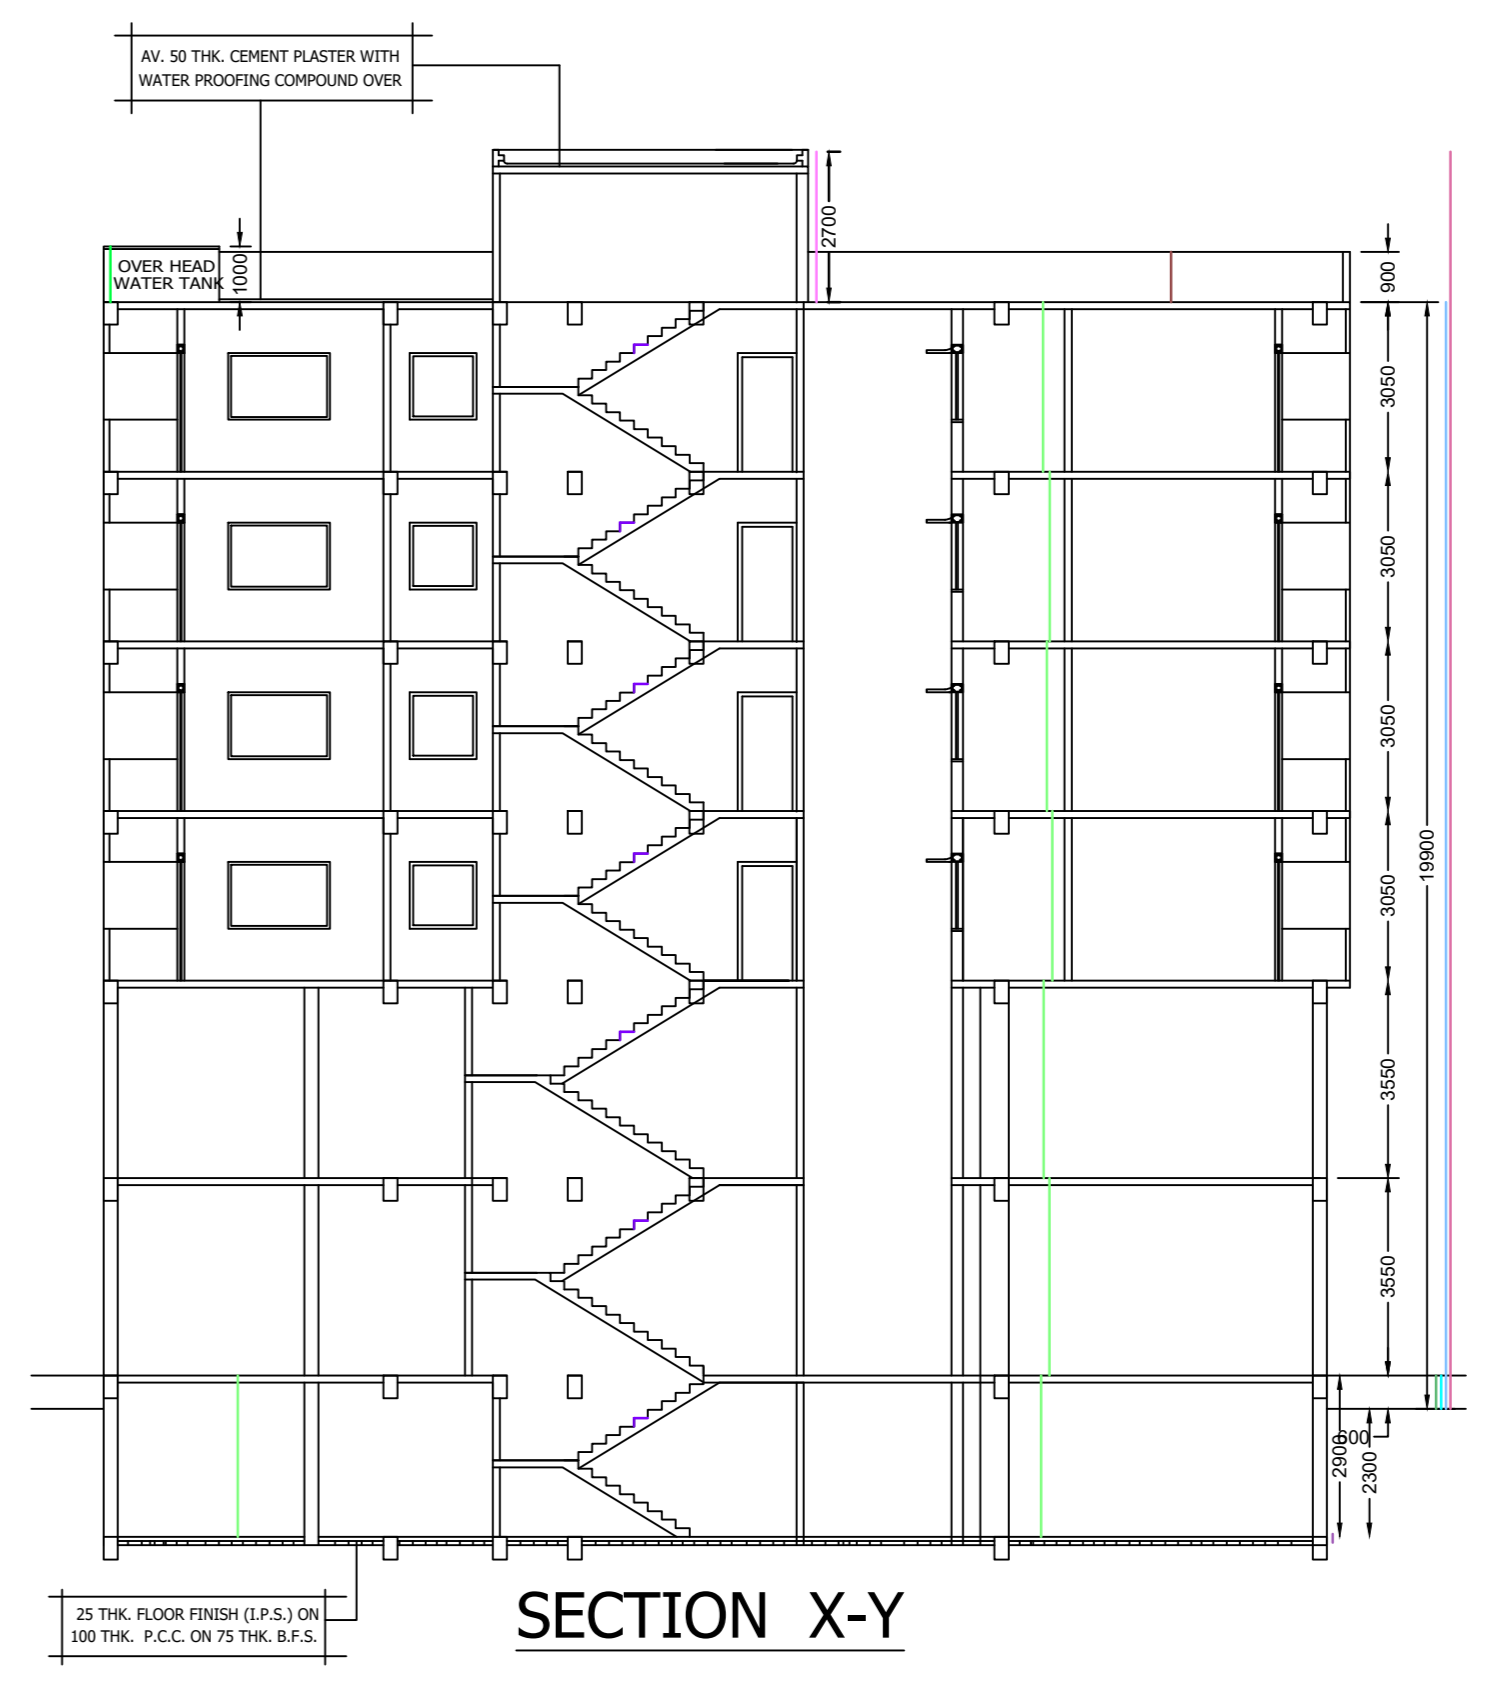 AV. 50 THK. CEMENT PLASTER WITH
WATER PROOFING COMPOUND OVER
2700
OVER HEAD
WATER TANK
1000
900
3050
3050
3050
3050
19900
3550
3550
600
2900
2300
25 THK. FLOOR FINISH (I.P.S.) ON
100 THK. P.C.C. ON 75 THK. B.F.S.
SECTION X-Y